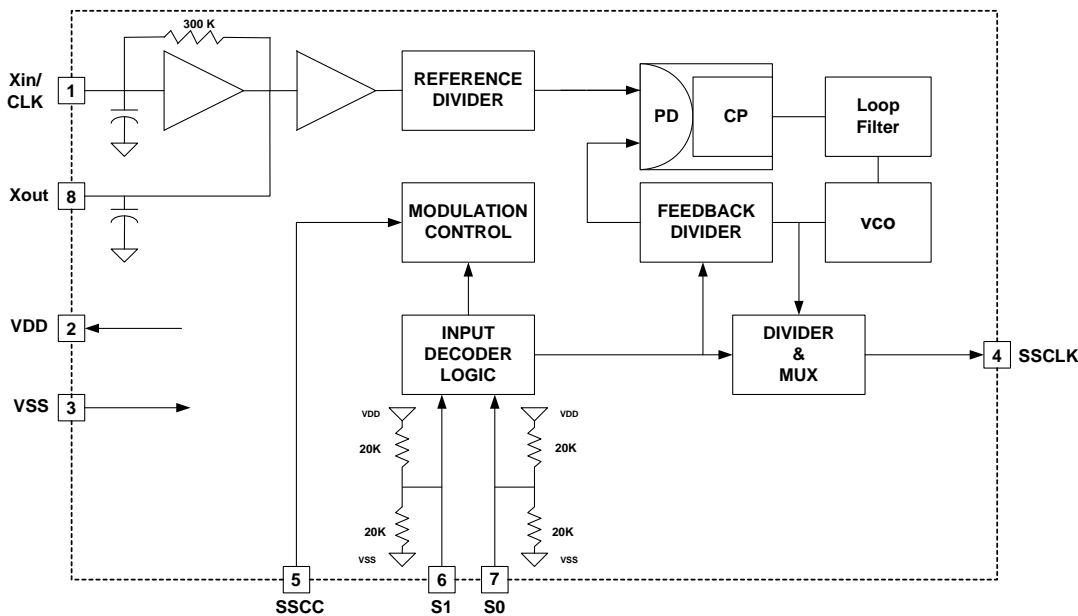 300 K
Xin/
CLK
1
REFERENCE
DIVIDER
PD
CP
Loop
Filter
Xout
8
MODULATION
CONTROL
FEEDBACK
DIVIDER
vco
VDD
2
INPUT
DECODER
LOGIC
DIVIDER
&
MUX
4
SSCLK
VSS
3
VDD
VDD
20K
20K
20K
20K
VSS
VSS
5
6
7
SSCC
S1
S0